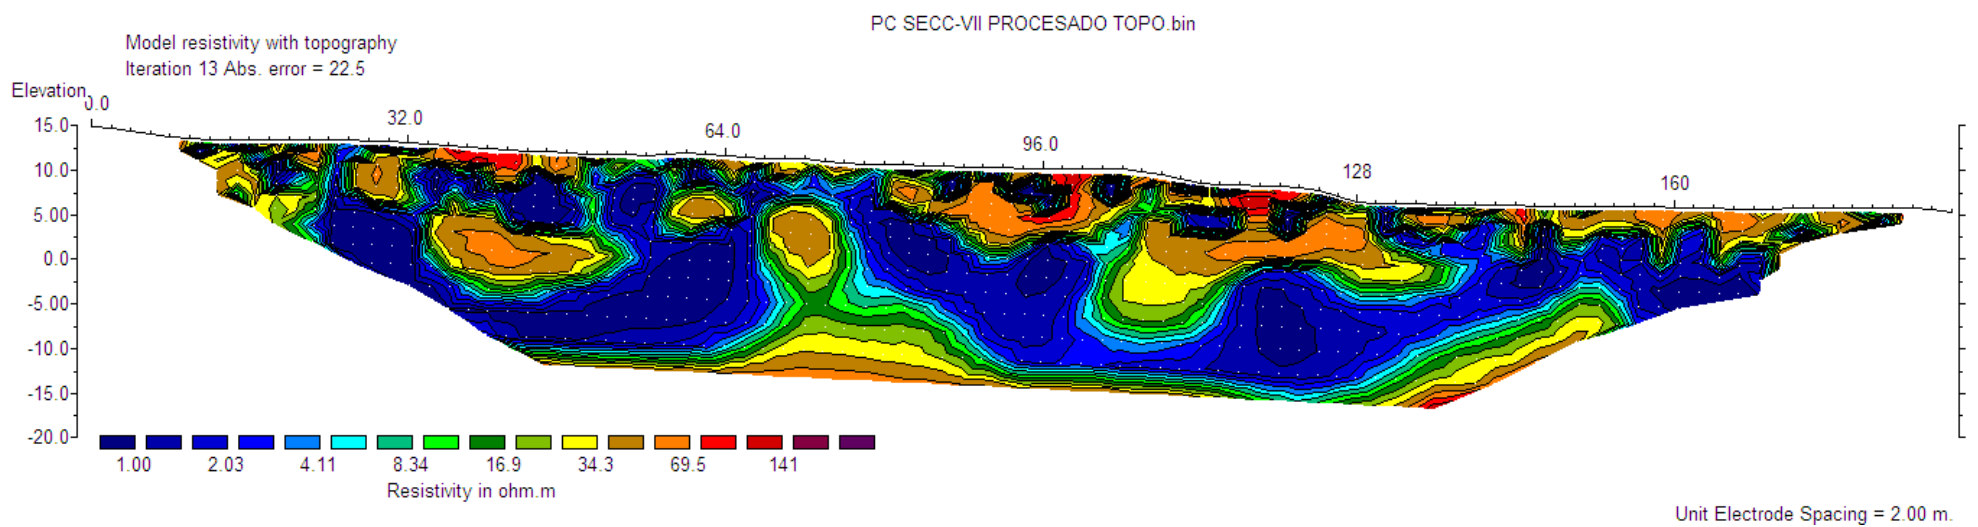 PC SECC-VII PROCESADO TOPO.bin
Model resistivity with topography
Iteration 13 Abs. error = 22.5
Elevation
0.0 32.0 64.0 96.0 128 160
15.0
10.0
5.00
0.0
-5.00
-10.0
-15.0
-20.0
1.00 2.03 4.11 8.34 16.9 34.3 69.5 141
Resistivity in ohm.m
Unit Electrode Spacing = 2.00 m.